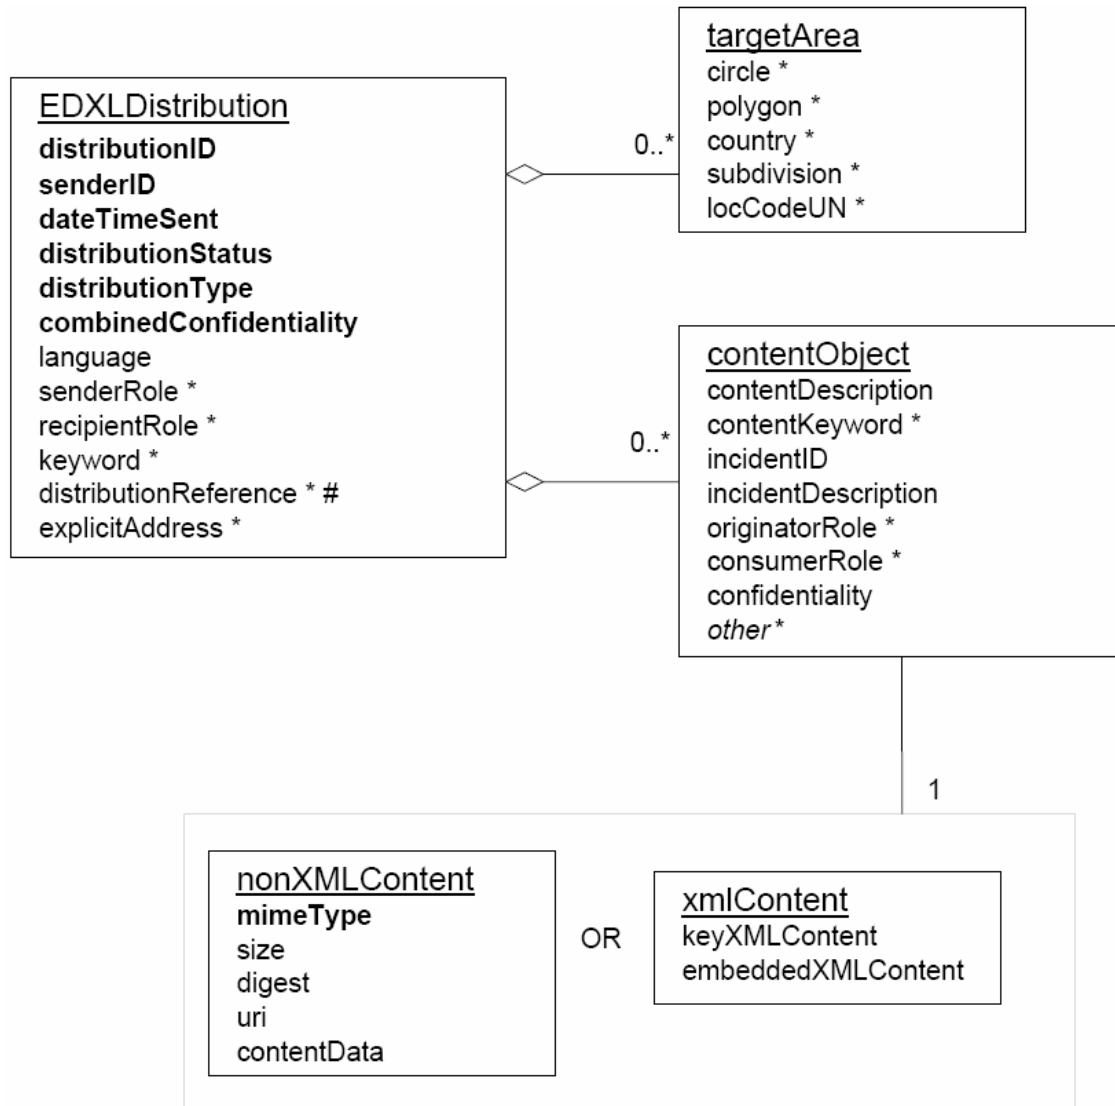 targetArea
circle *
polygon *
country *
subdivision *
locCodeUN *
EDXLDistribution
distributionID
senderID
dateTimeSent
distributionStatus
distributionType
combinedConfidentiality
language
senderRole *
recipientRole *
keyword *
distributionReference * #
explicitAddress *
0..*
0..*
contentObject
contentDescription
contentKeyword *
incidentID
incidentDescription
originatorRole *
consumerRole *
confidentiality
other*
1
nonXMLContent
mimeType
size
digest
uri
contentData
OR
xmlContent
keyXMLContent
embeddedXMLContent